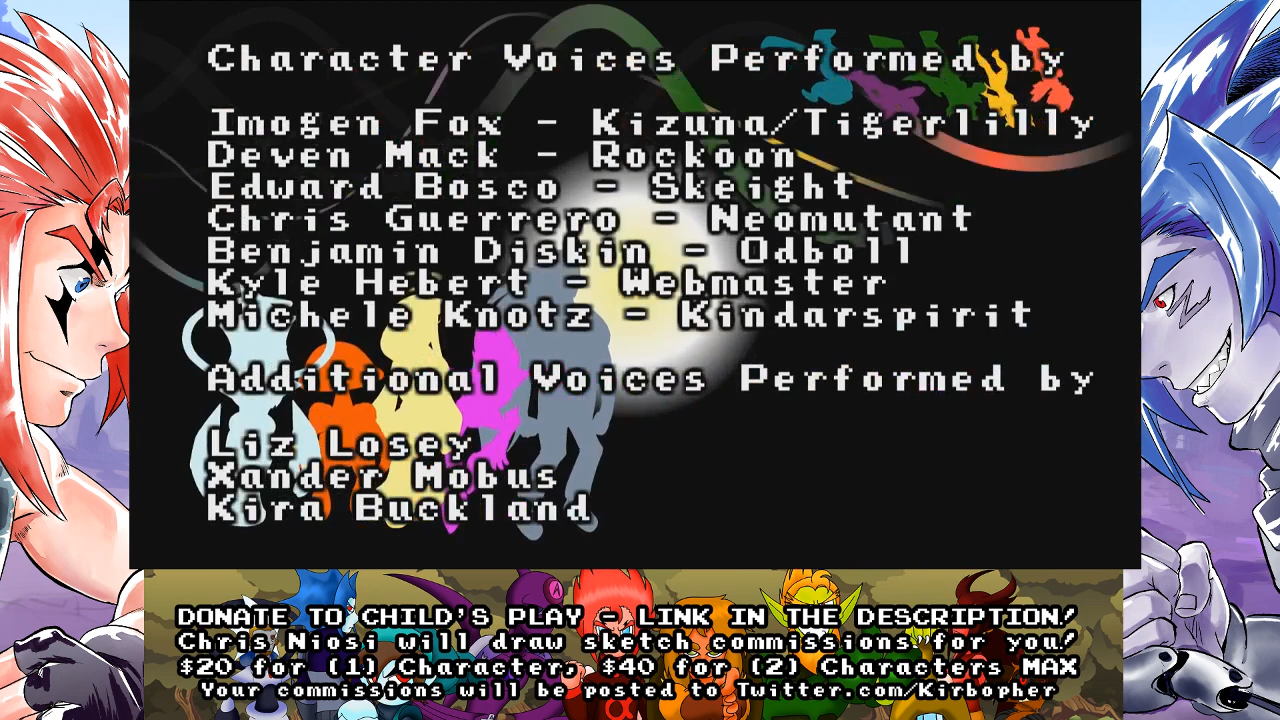 Character Voices Performed by
Imogen Fox - Kizuna/Tigerlilly
Deven Mack - Rockoon
Edward Bosco - Skeight
Chris Guerrero - Neomutant
Benjamin Diskin - Odboll
Kyle Hebert - Webmaster
Michele Knotz - Kindarspirit
Additional Voices Performed by
Liz Losey
Xander Mobus
Kira Buckland
DONATE TO CHILD'S PLAY - LINK IN THE DESCRIPTION!
Chris Niosi will draw sketch commissions for you!
$20 for (1) Character, $40 for (2) Characters MAX
Your commissions will be posted to Twitter.com/Kirbopher